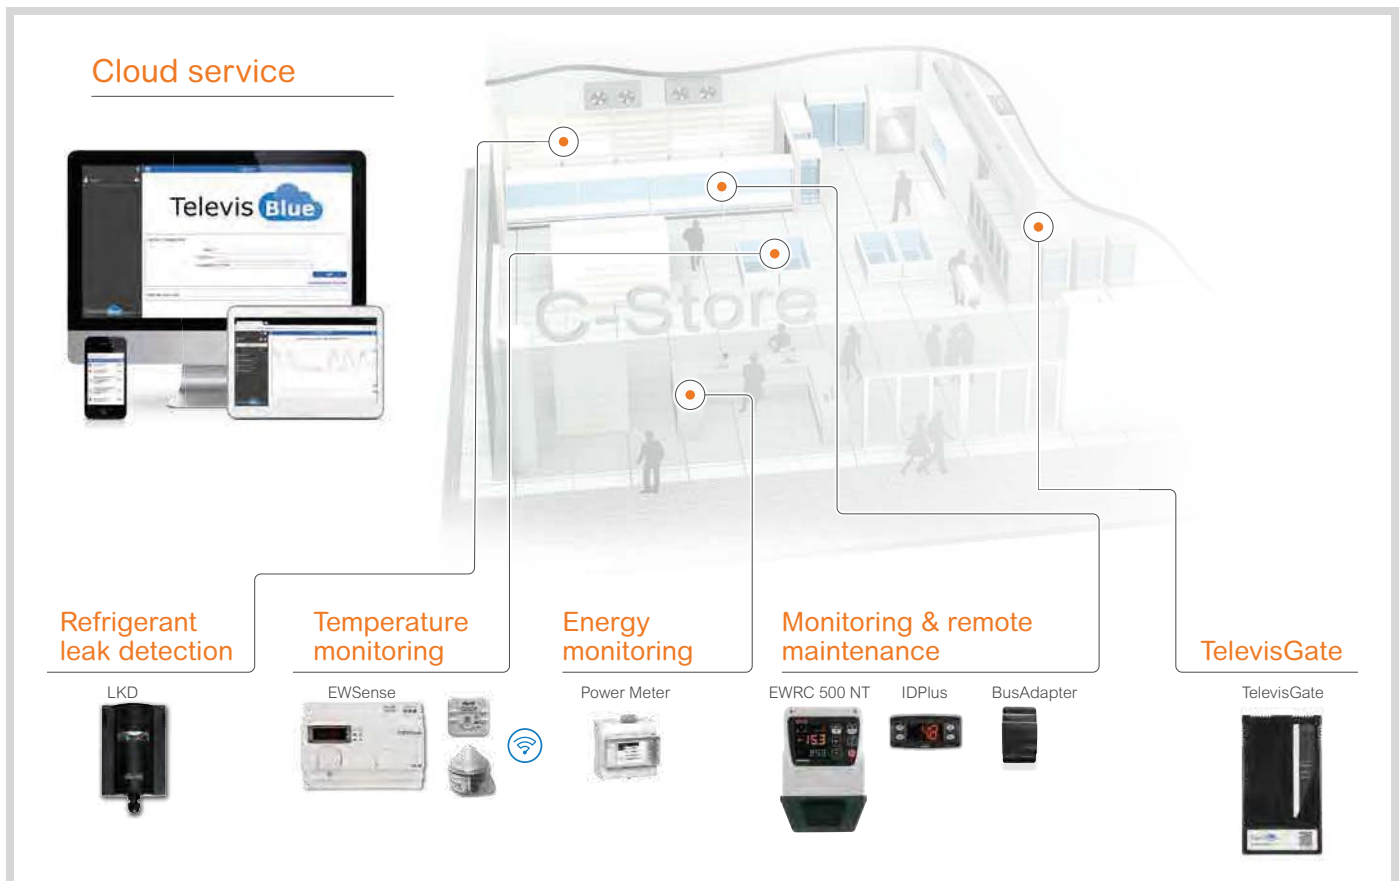 Cloud service
Televis Blue
C-Store
Refrigerant
leak detection
LKD
Temperature
monitoring
EWSense
Energy
monitoring
Power Meter
Monitoring & remote
maintenance
EWRC 500 NT
IDPlus
BusAdapter
TelevisGate
TelevisGate